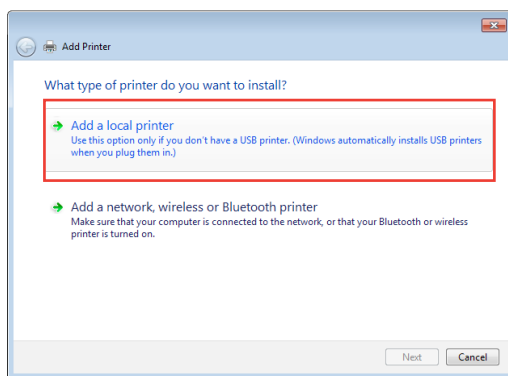 Add Printer
What type of printer do you want to install?
Add a local printer
Use this option only if you don't have a USB printer. (Windows automatically installs USB printers
when you plug them in.)
Add a network, wireless or Bluetooth printer
Make sure that your computer is connected to the network, or that your Bluetooth or wireless
printer is turned on.
Next
Cancel